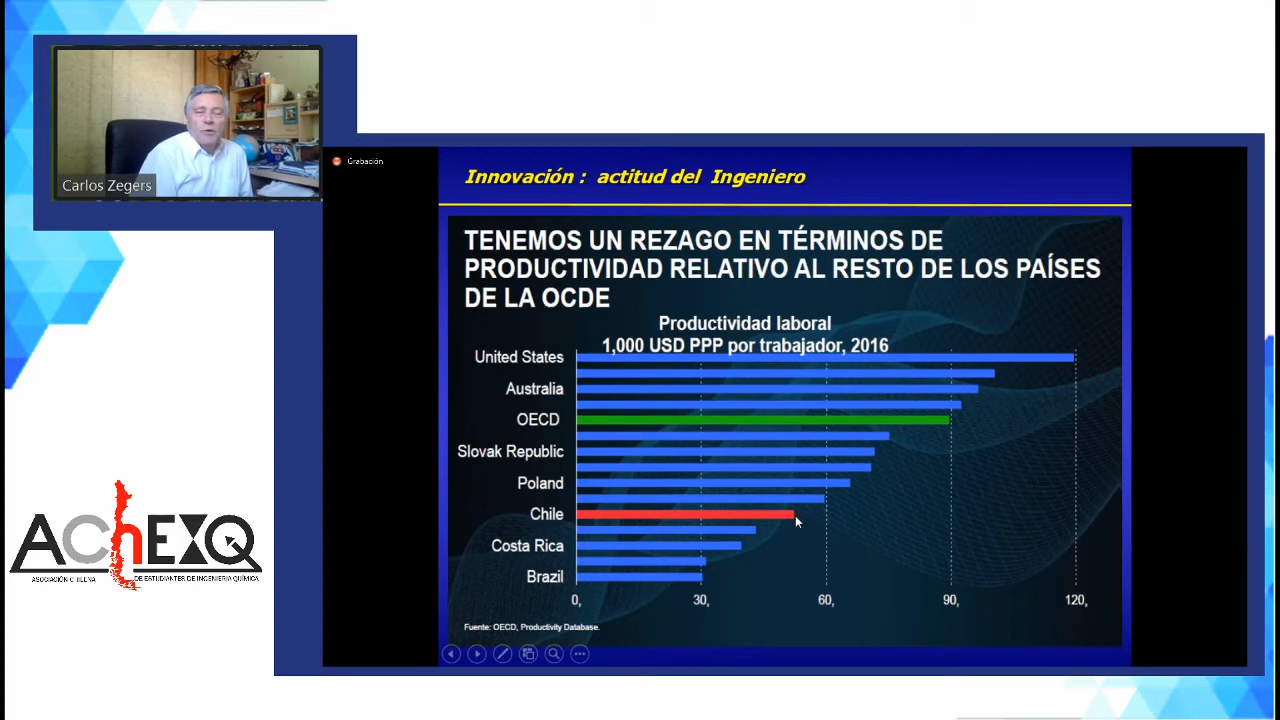 Carlos Zegers
Grabación
Innovación : actitud del Ingeniero
TENEMOS UN REZAGO EN TÉRMINOS DE
PRODUCTIVIDAD RELATIVO AL RESTO DE LOS PAÍSES
DE LA OCDE
Productividad laboral
1,000 USD PPP por trabajador, 2016
United States
Australia
OECD
Slovak Republic
Poland
Chile
Costa Rica
Brazil
0, 30, 60, 90, 120,
Fuente: OECD, Productivity Database.
AChEXQ
ASOCIACIÓN CHILENA DE ESTUDIANTES DE INGENIERIA QUÍMICA